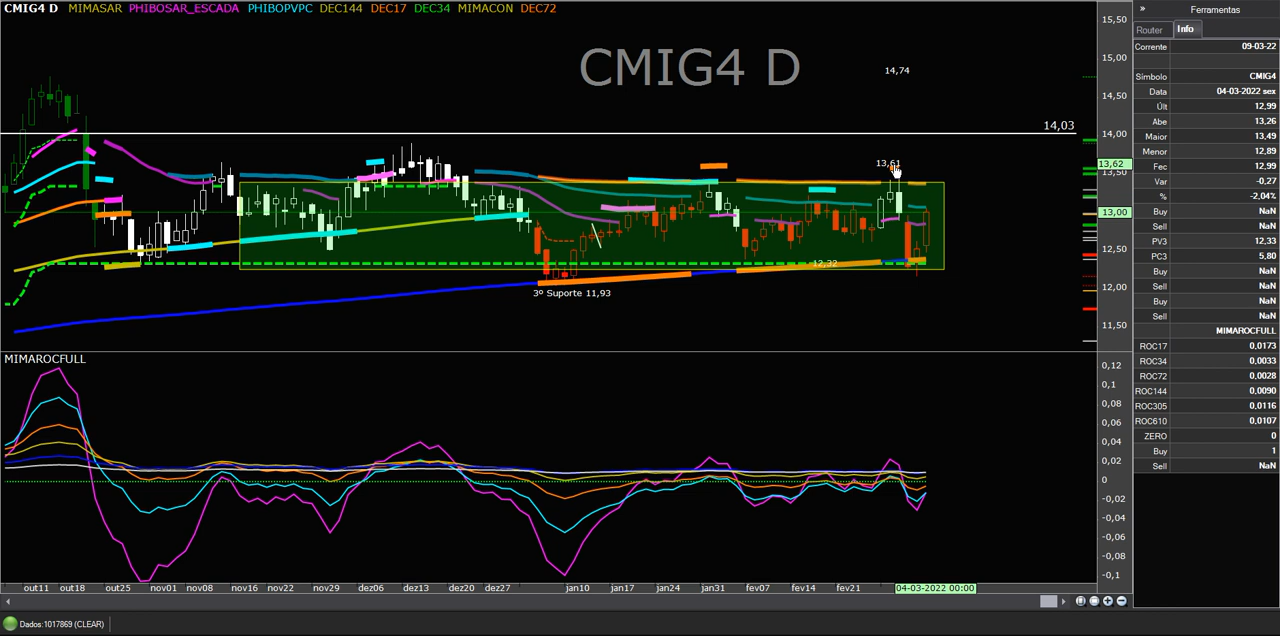 CMIG4 D MIMASAR PHIBOSAR_ESCADA PHIBOPVPC DEC144 DEC17 DEC34 MIMACON DEC72
CMIG4 D
14,74
14,03
13,61
12,32
3º Suporte 11,93
15,50
15,00
14,50
14,00
13,62
13,50
13,00
12,50
12,00
11,50
MIMAROCFULL
0,12
0,1
0,08
0,06
0,04
0,02
0
-0,02
-0,04
-0,06
-0,08
-0,1
out11 out18 out25 nov01 nov08 nov16 nov22 nov29 dez06 dez13 dez20 dez27 jan10 jan17 jan24 jan31 fev07 fev14 fev21 04-03-2022 00:00
Dados:1017869 (CLEAR)
» Ferramentas
Router Info
Corrente 09-03-22
Símbolo CMIG4
Data 04-03-2022 sex
Últ 12,99
Abe 13,26
Maior 13,49
Menor 12,89
Fec 12,99
Var -0,27
% -2,04%
Buy NaN
Sell NaN
PV3 12,33
PC3 5,80
Buy NaN
Sell NaN
Buy NaN
Sell NaN
MIMAROCFULL
ROC17 0,0173
ROC34 0,0033
ROC72 0,0028
ROC144 0,0090
ROC305 0,0116
ROC610 0,0107
ZERO 0
Buy 1
Sell NaN